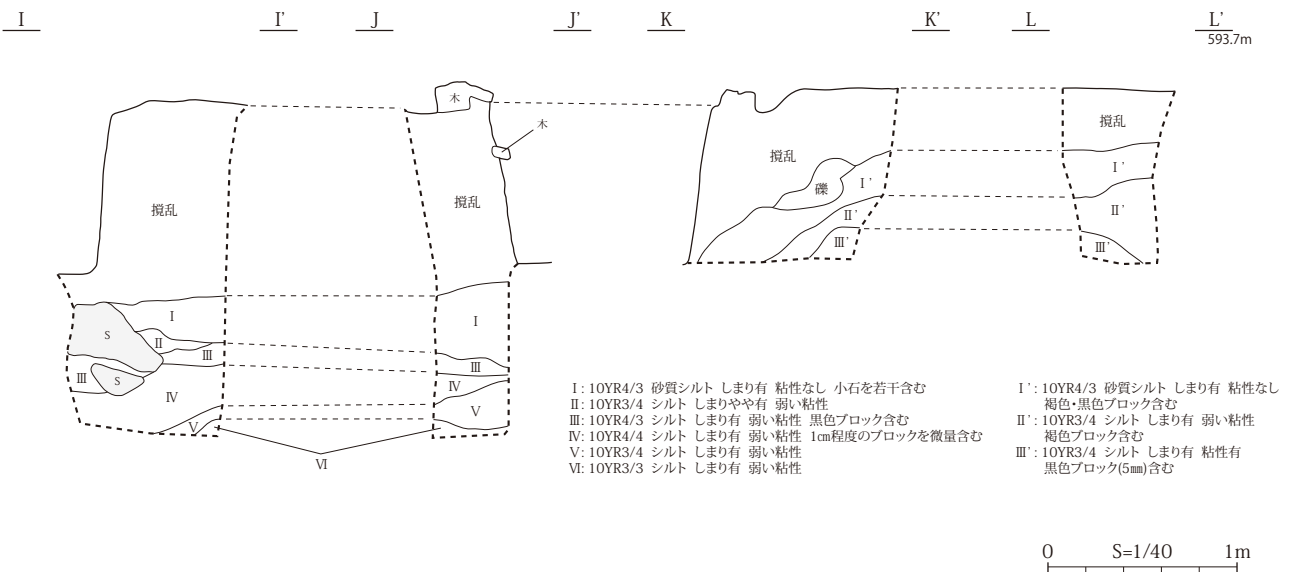 I I' J J' K K' L L'
593.7m
木
木
撹乱
撹乱
撹乱
撹乱
礫
Ⅰ'
Ⅱ'
Ⅲ'
Ⅰ'
Ⅱ'
Ⅲ'
Ⅰ
S
Ⅱ
Ⅲ
Ⅲ
S
Ⅳ
Ⅴ
Ⅰ
Ⅲ
Ⅳ
Ⅴ
Ⅵ
Ⅰ：10YR4/3 砂質シルト しまり有 粘性なし 小石を若干含む
Ⅱ：10YR3/4 シルト しまりやや有 弱い粘性
Ⅲ：10YR4/3 シルト しまり有 弱い粘性 黒色ブロック含む
Ⅳ：10YR4/4 シルト しまり有 弱い粘性 1㎝程度のブロックを微量含む
Ⅴ：10YR3/4 シルト しまり有 弱い粘性
Ⅵ：10YR3/3 シルト しまり有 弱い粘性
Ⅰ'：10YR4/3 砂質シルト しまり有 粘性なし
褐色・黒色ブロック含む
Ⅱ'：10YR3/4 シルト しまり有 弱い粘性
褐色ブロック含む
Ⅲ'：10YR3/4 シルト しまり有 粘性有
黒色ブロック(5㎜)含む
0 S=1/40 1m